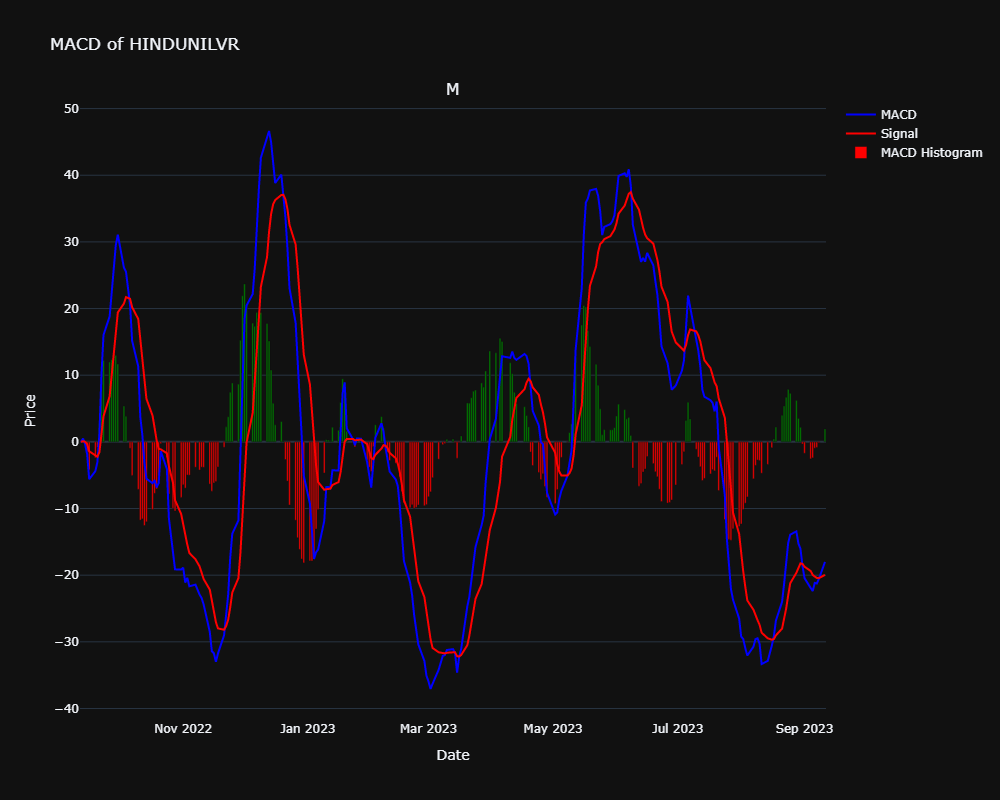 MACD of HINDUNILVR
M
MACD
Signal
MACD Histogram
50
40
30
20
10
0
−10
−20
−30
−40
Price
Nov 2022
Jan 2023
Mar 2023
May 2023
Jul 2023
Sep 2023
Date